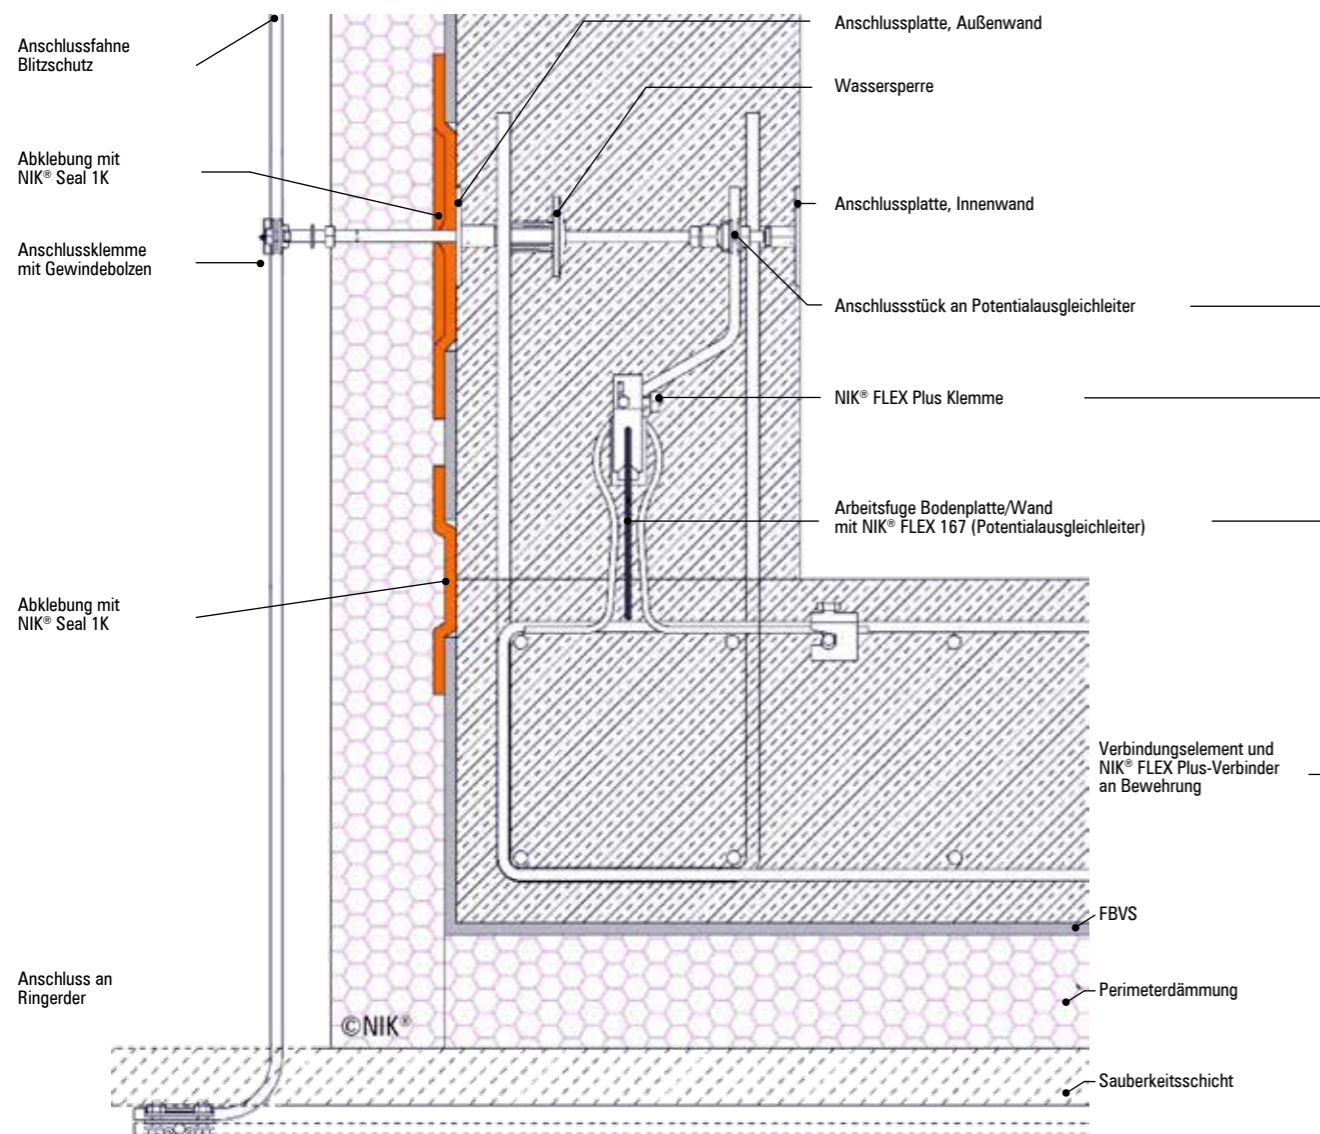 Anschlussfahne
Blitzschutz
Abklebung mit
NIK® Seal 1K
Anschlussklemme
mit Gewindebolzen
Abklebung mit
NIK® Seal 1K
Anschluss an
Ringerder
Anschlussplatte, Außenwand
Wassersperre
Anschlussplatte, Innenwand
Anschlussstück an Potentialausgleichleiter
NIK® FLEX Plus Klemme
Arbeitsfuge Bodenplatte/Wand
mit NIK® FLEX 167 (Potentialausgleichleiter)
Verbindungselement und
NIK® FLEX Plus-Verbinder
an Bewehrung
FBVS
Perimeterdämmung
Sauberkeitsschicht
©NIK®